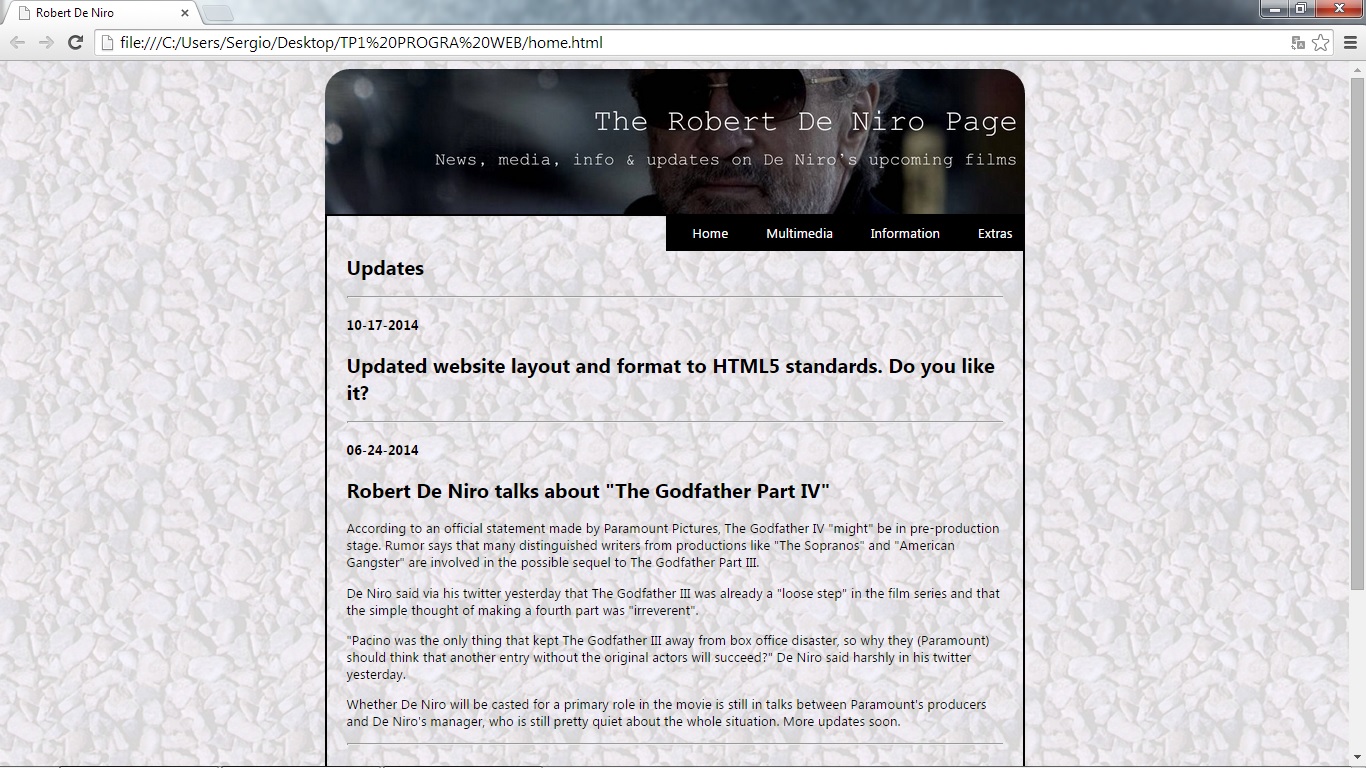 Robert De Niro
file:///C:/Users/Sergio/Desktop/TP1%20PROGRA%20WEB/home.html
The Robert De Niro Page
News, media, info & updates on De Niro's upcoming films
Home Multimedia Information Extras
Updates
10-17-2014
Updated website layout and format to HTML5 standards. Do you like
it?
06-24-2014
Robert De Niro talks about "The Godfather Part IV"
According to an official statement made by Paramount Pictures, The Godfather IV "might" be in pre-production
stage. Rumor says that many distinguished writers from productions like "The Sopranos" and "American
Gangster" are involved in the possible sequel to The Godfather Part III.
De Niro said via his twitter yesterday that The Godfather III was already a "loose step" in the film series and that
the simple thought of making a fourth part was "irreverent".
"Pacino was the only thing that kept The Godfather III away from box office disaster, so why they (Paramount)
should think that another entry without the original actors will succeed?" De Niro said harshly in his twitter
yesterday.
Whether De Niro will be casted for a primary role in the movie is still in talks between Paramount's producers
and De Niro's manager, who is still pretty quiet about the whole situation. More updates soon.